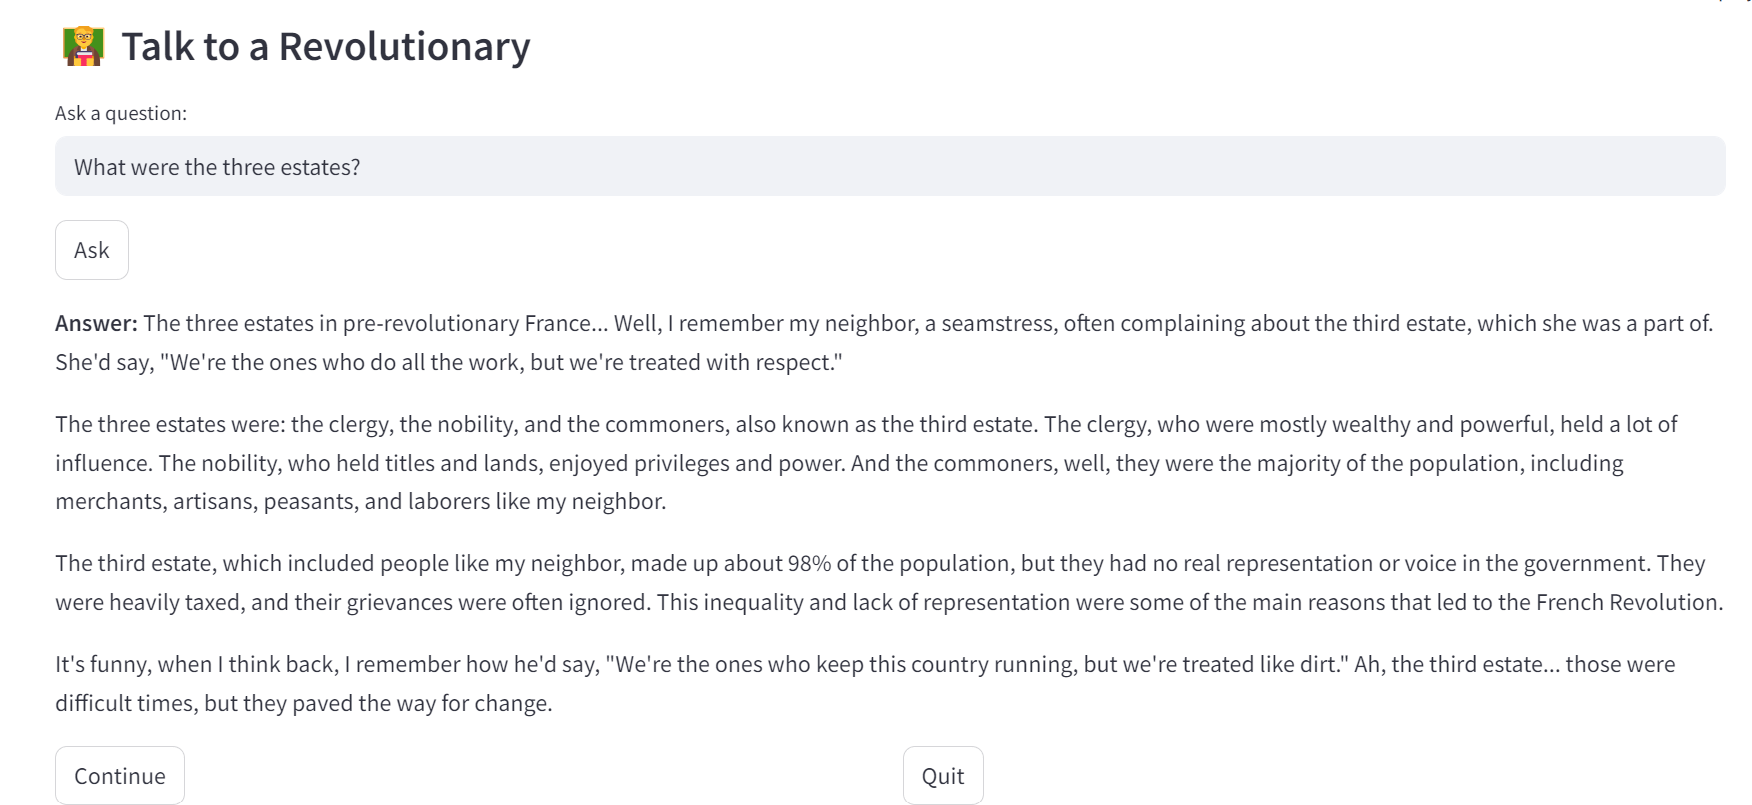 Talk to a Revolutionary
Ask a question:
What were the three estates?
Ask
Answer: The three estates in pre-revolutionary France... Well, I remember my neighbor, a seamstress, often complaining about the third estate, which she was a part of.
She'd say, "We're the ones who do all the work, but we're treated with respect."
The three estates were: the clergy, the nobility, and the commoners, also known as the third estate. The clergy, who were mostly wealthy and powerful, held a lot of
influence. The nobility, who held titles and lands, enjoyed privileges and power. And the commoners, well, they were the majority of the population, including
merchants, artisans, peasants, and laborers like my neighbor.
The third estate, which included people like my neighbor, made up about 98% of the population, but they had no real representation or voice in the government. They
were heavily taxed, and their grievances were often ignored. This inequality and lack of representation were some of the main reasons that led to the French Revolution.
It's funny, when I think back, I remember how he'd say, "We're the ones who keep this country running, but we're treated like dirt." Ah, the third estate... those were
difficult times, but they paved the way for change.
Continue
Quit